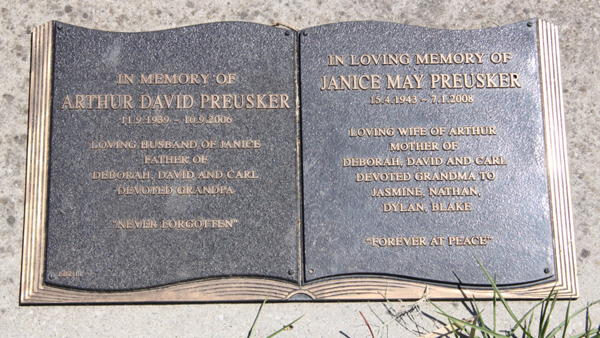 IN MEMORY OF
ARTHUR DAVID PREUSKER
11.9.1939 – 10.9.2006
LOVING HUSBAND OF JANICE
FATHER OF
DEBORAH, DAVID AND CARL
DEVOTED GRANDPA
"NEVER FORGOTTEN"
IN LOVING MEMORY OF
JANICE MAY PREUSKER
15.4.1943 – 7.1.2008
LOVING WIFE OF ARTHUR
MOTHER OF
DEBORAH, DAVID AND CARL
DEVOTED GRANDMA TO
JASMINE, NATHAN,
DYLAN, BLAKE
"FOREVER AT PEACE"